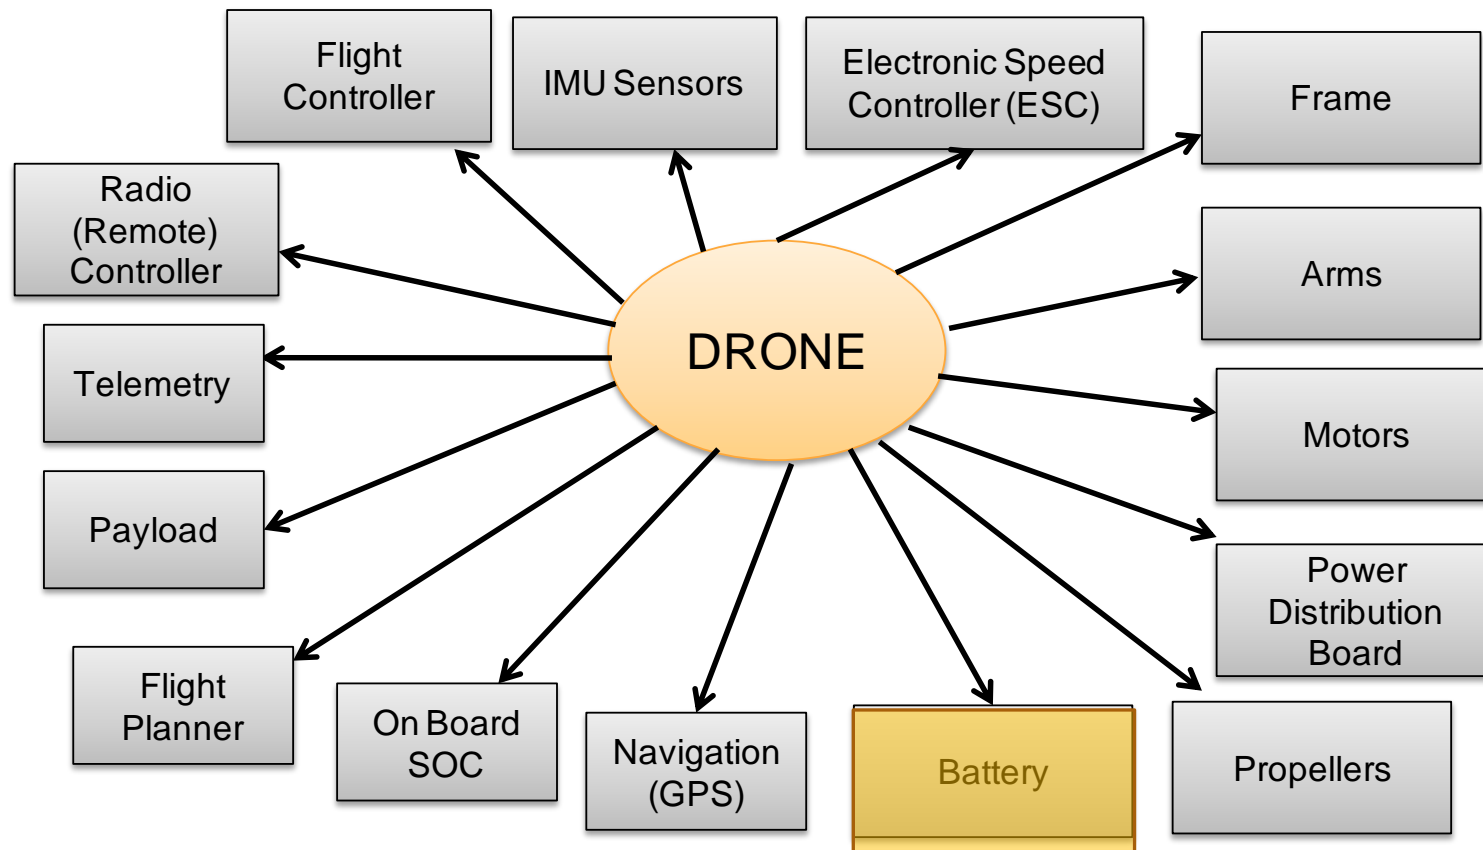 Flight
Controller
IMU Sensors
Electronic Speed
Controller (ESC)
Frame
Radio
(Remote)
Controller
Arms
DRONE
Telemetry
Motors
Payload
Power
Distribution
Board
Flight
Planner
On Board
SOC
Navigation
(GPS)
Battery
Propellers